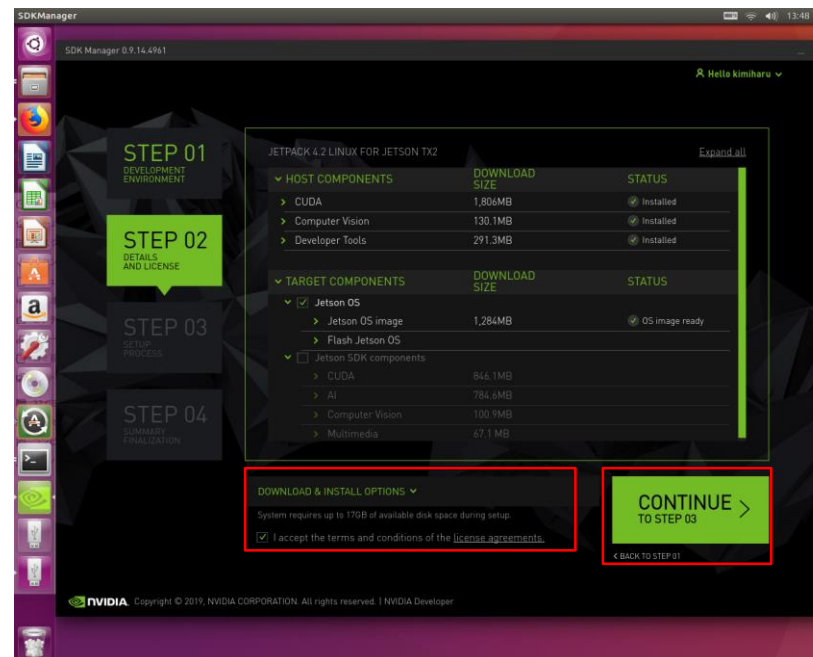 SDKManager
13:48
SDK Manager 0.9.14.4961
Hello kimiharu
STEP 01
DEVELOPMENT
ENVIRONMENT
STEP 02
DETAILS
AND LICENSE
STEP 03
SETUP
PROCESS
STEP 04
SUMMARY
FINALIZATION
JETPACK 4.2 LINUX FOR JETSON TX2
Expand all
HOST COMPONENTS
DOWNLOAD
SIZE
STATUS
CUDA 1,806MB Installed
Computer Vision 130.1MB Installed
Developer Tools 291.3MB Installed
TARGET COMPONENTS
DOWNLOAD
SIZE
STATUS
Jetson OS
Jetson OS image 1,284MB OS image ready
Flash Jetson OS
Jetson SDK components
CUDA 846.1MB
AI 784.6MB
Computer Vision 100.9MB
Multimedia 67.1 MB
DOWNLOAD & INSTALL OPTIONS
System requires up to 17GB of available disk space during setup.
I accept the terms and conditions of the license agreements.
CONTINUE >
TO STEP 03
< BACK TO STEP 01
NVIDIA. Copyright © 2019, NVIDIA CORPORATION. All rights reserved. | NVIDIA Developer